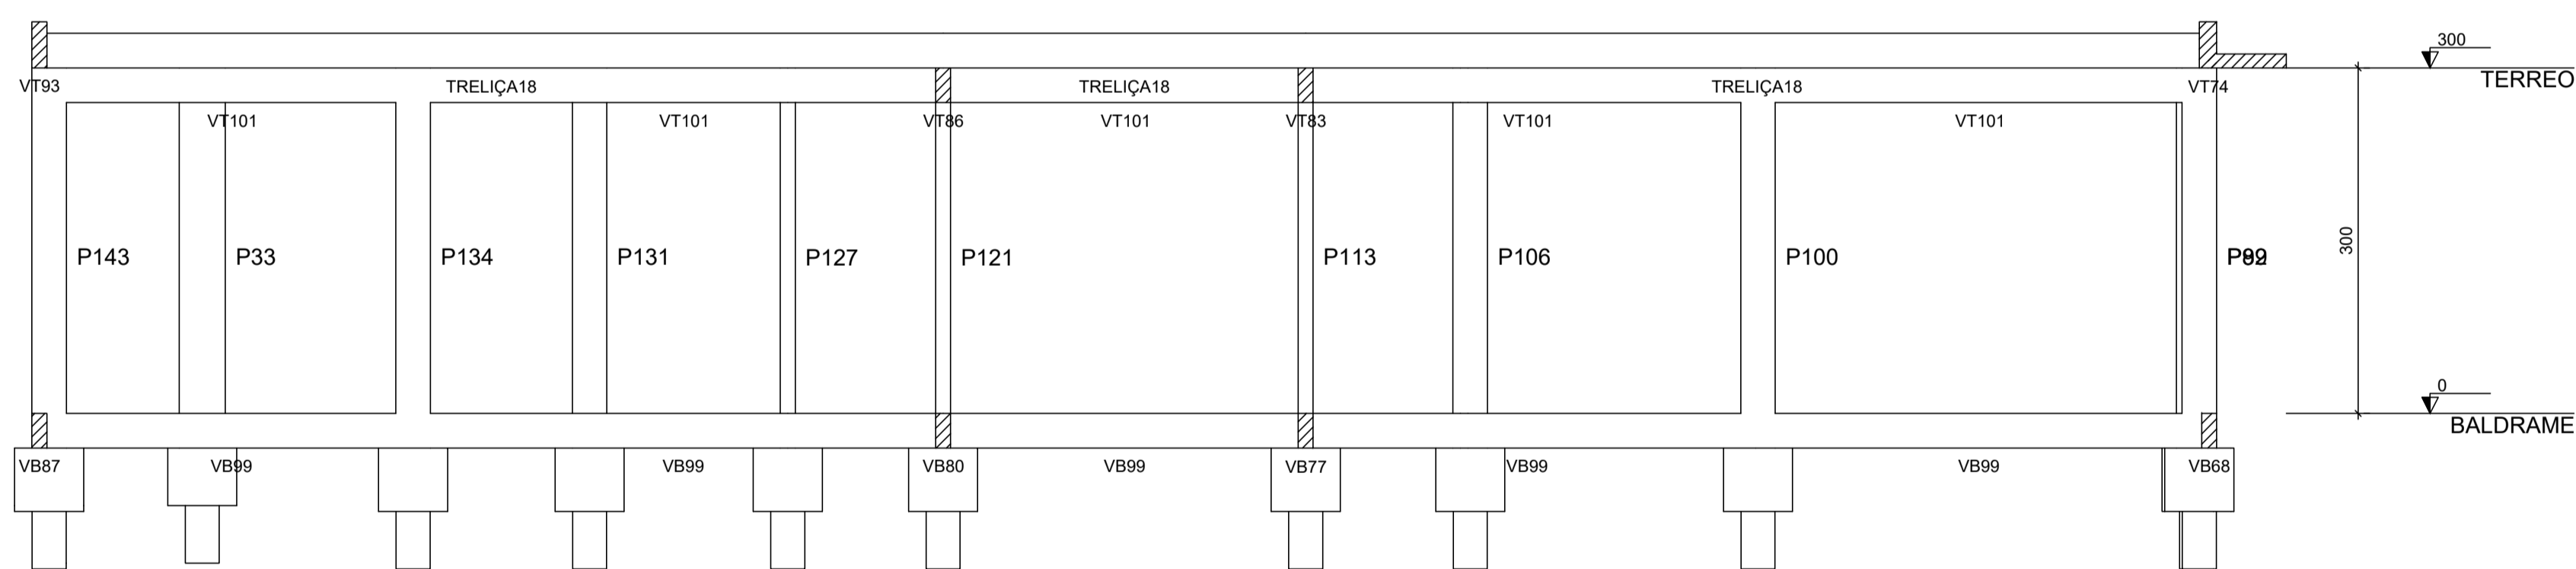 300
VT93 TRELIÇA18 TRELIÇA18 TRELIÇA18 VT74 TERREO
VT101 VT101 VT86 VT101 VT83 VT101 VT101
300
P143 P33 P134 P131 P127 P121 P113 P106 P100
0
BALDRAME
VB87 VB99 VB99 VB80 VB99 VB77 VB99 VB99 VB68